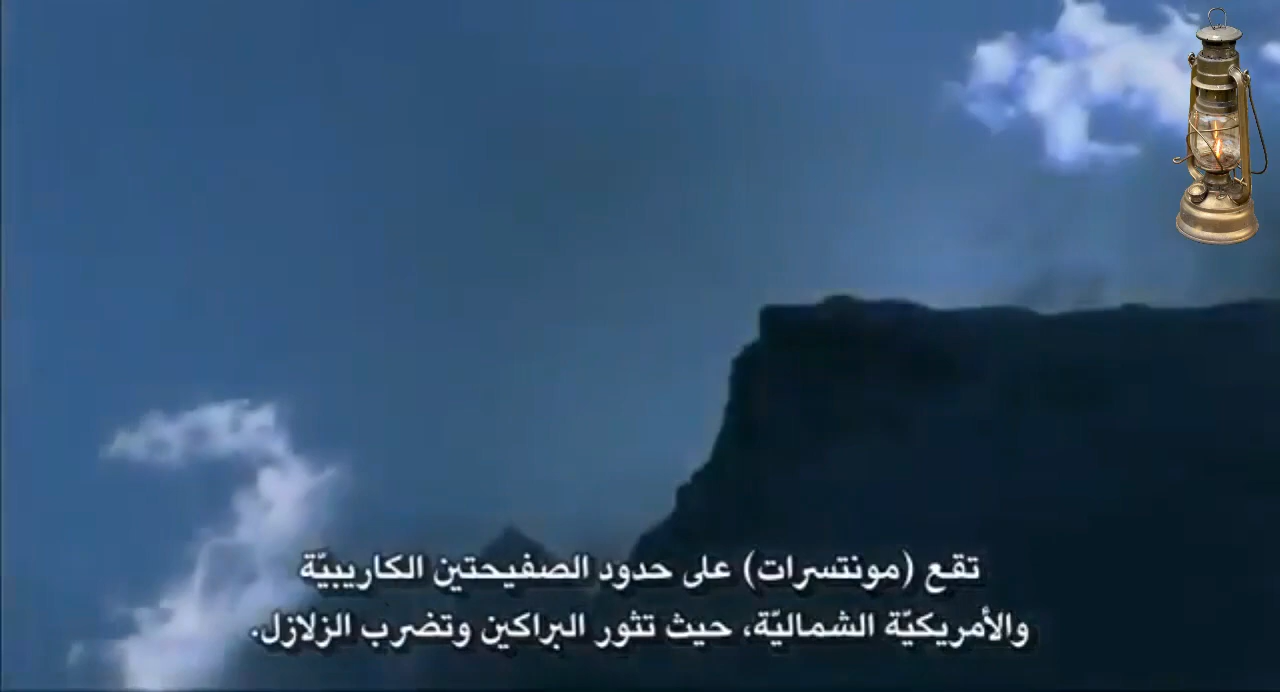 تقع (مونتسرات) على حدود الصفيحتين الكاريبيّة
والأمريكيّة الشماليّة، حيث تثور البراكين وتضرب الزلازل.